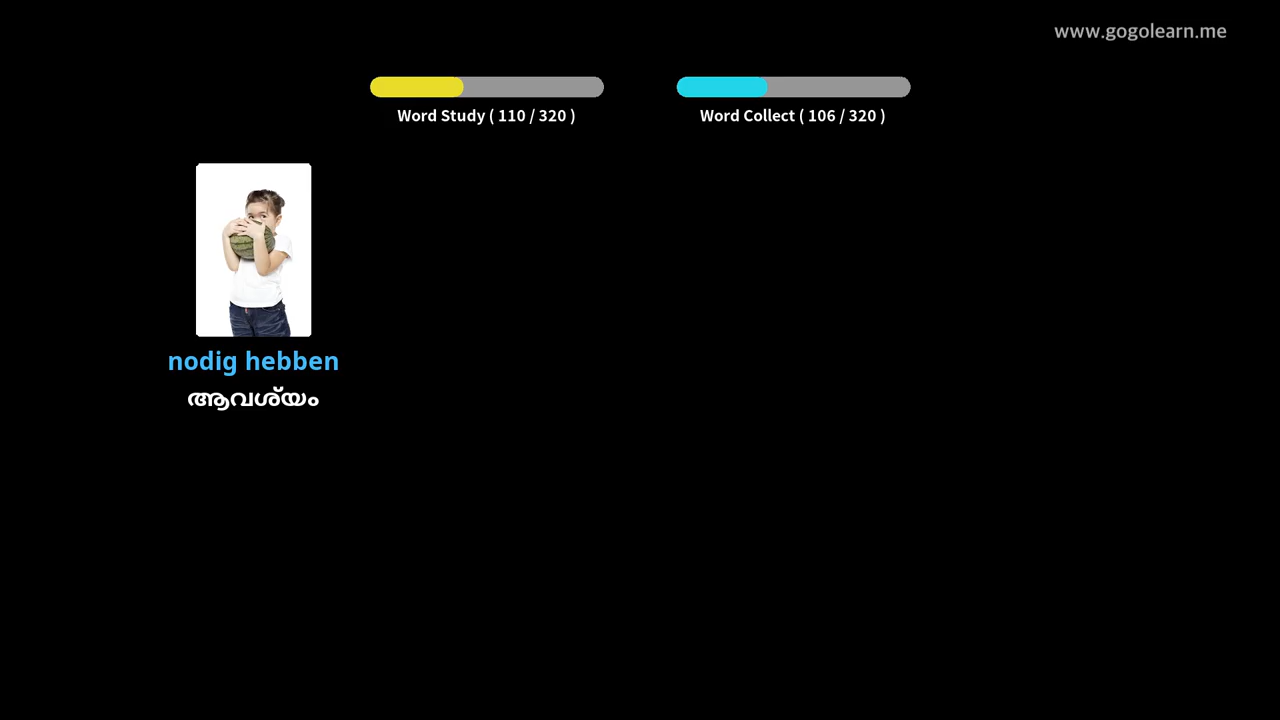 www.gogolearn.me
Word Study ( 110 / 320 )
Word Collect ( 106 / 320 )
nodig hebben
ആവശ്യം